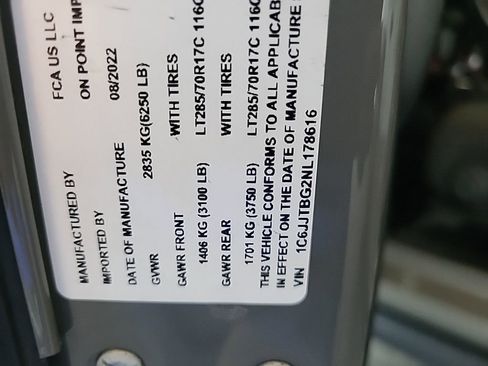 MANUFACTURED BY FCA US LLC
IMPORTED BY ON POINT IMP
DATE OF MANUFACTURE 08/2022
GVWR 2835 KG(6250 LB)
GAWR FRONT WITH TIRES
1406 KG (3100 LB) LT285/70R17C 116
GAWR REAR WITH TIRES
1701 KG (3750 LB) LT285/70R17C 116
THIS VEHICLE CONFORMS TO ALL APPLICAB
IN EFFECT ON THE DATE OF MANUFACTURE
VIN 1C6JJTBG2NL178616